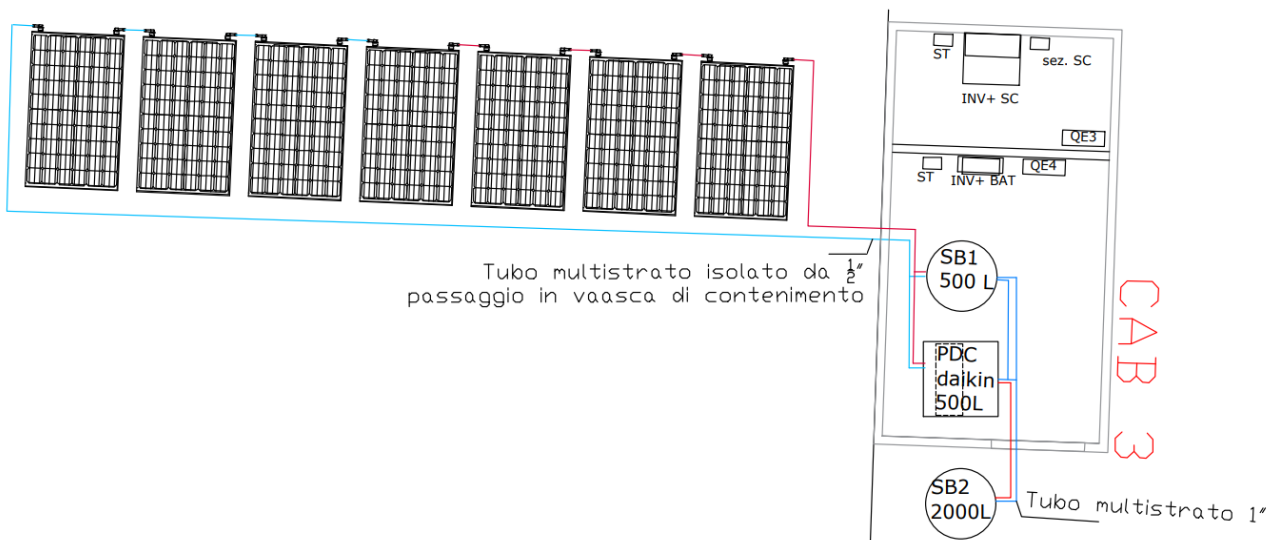 ST
sez. SC
INV+ SC
QE3
ST
INV+ BAT
QE4
Tubo multistrato isolato da ½"
passaggio in vaasca di contenimento
SB1
500 L
PDC
daikin
500L
CAB 3
SB2
2000L
Tubo multistrato 1"